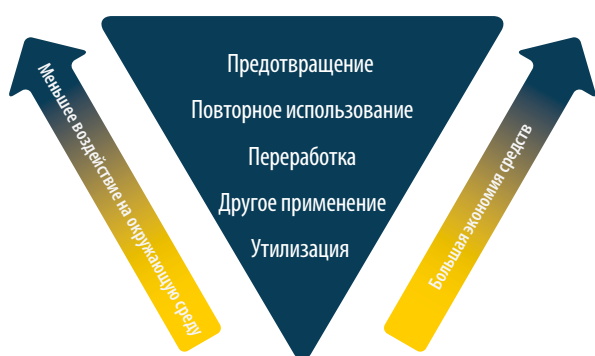 Предотвращение
Повторное использование
Переработка
Другое применение
Утилизация
Меньшее воздействие на окружающую среду
Большая экономия средств